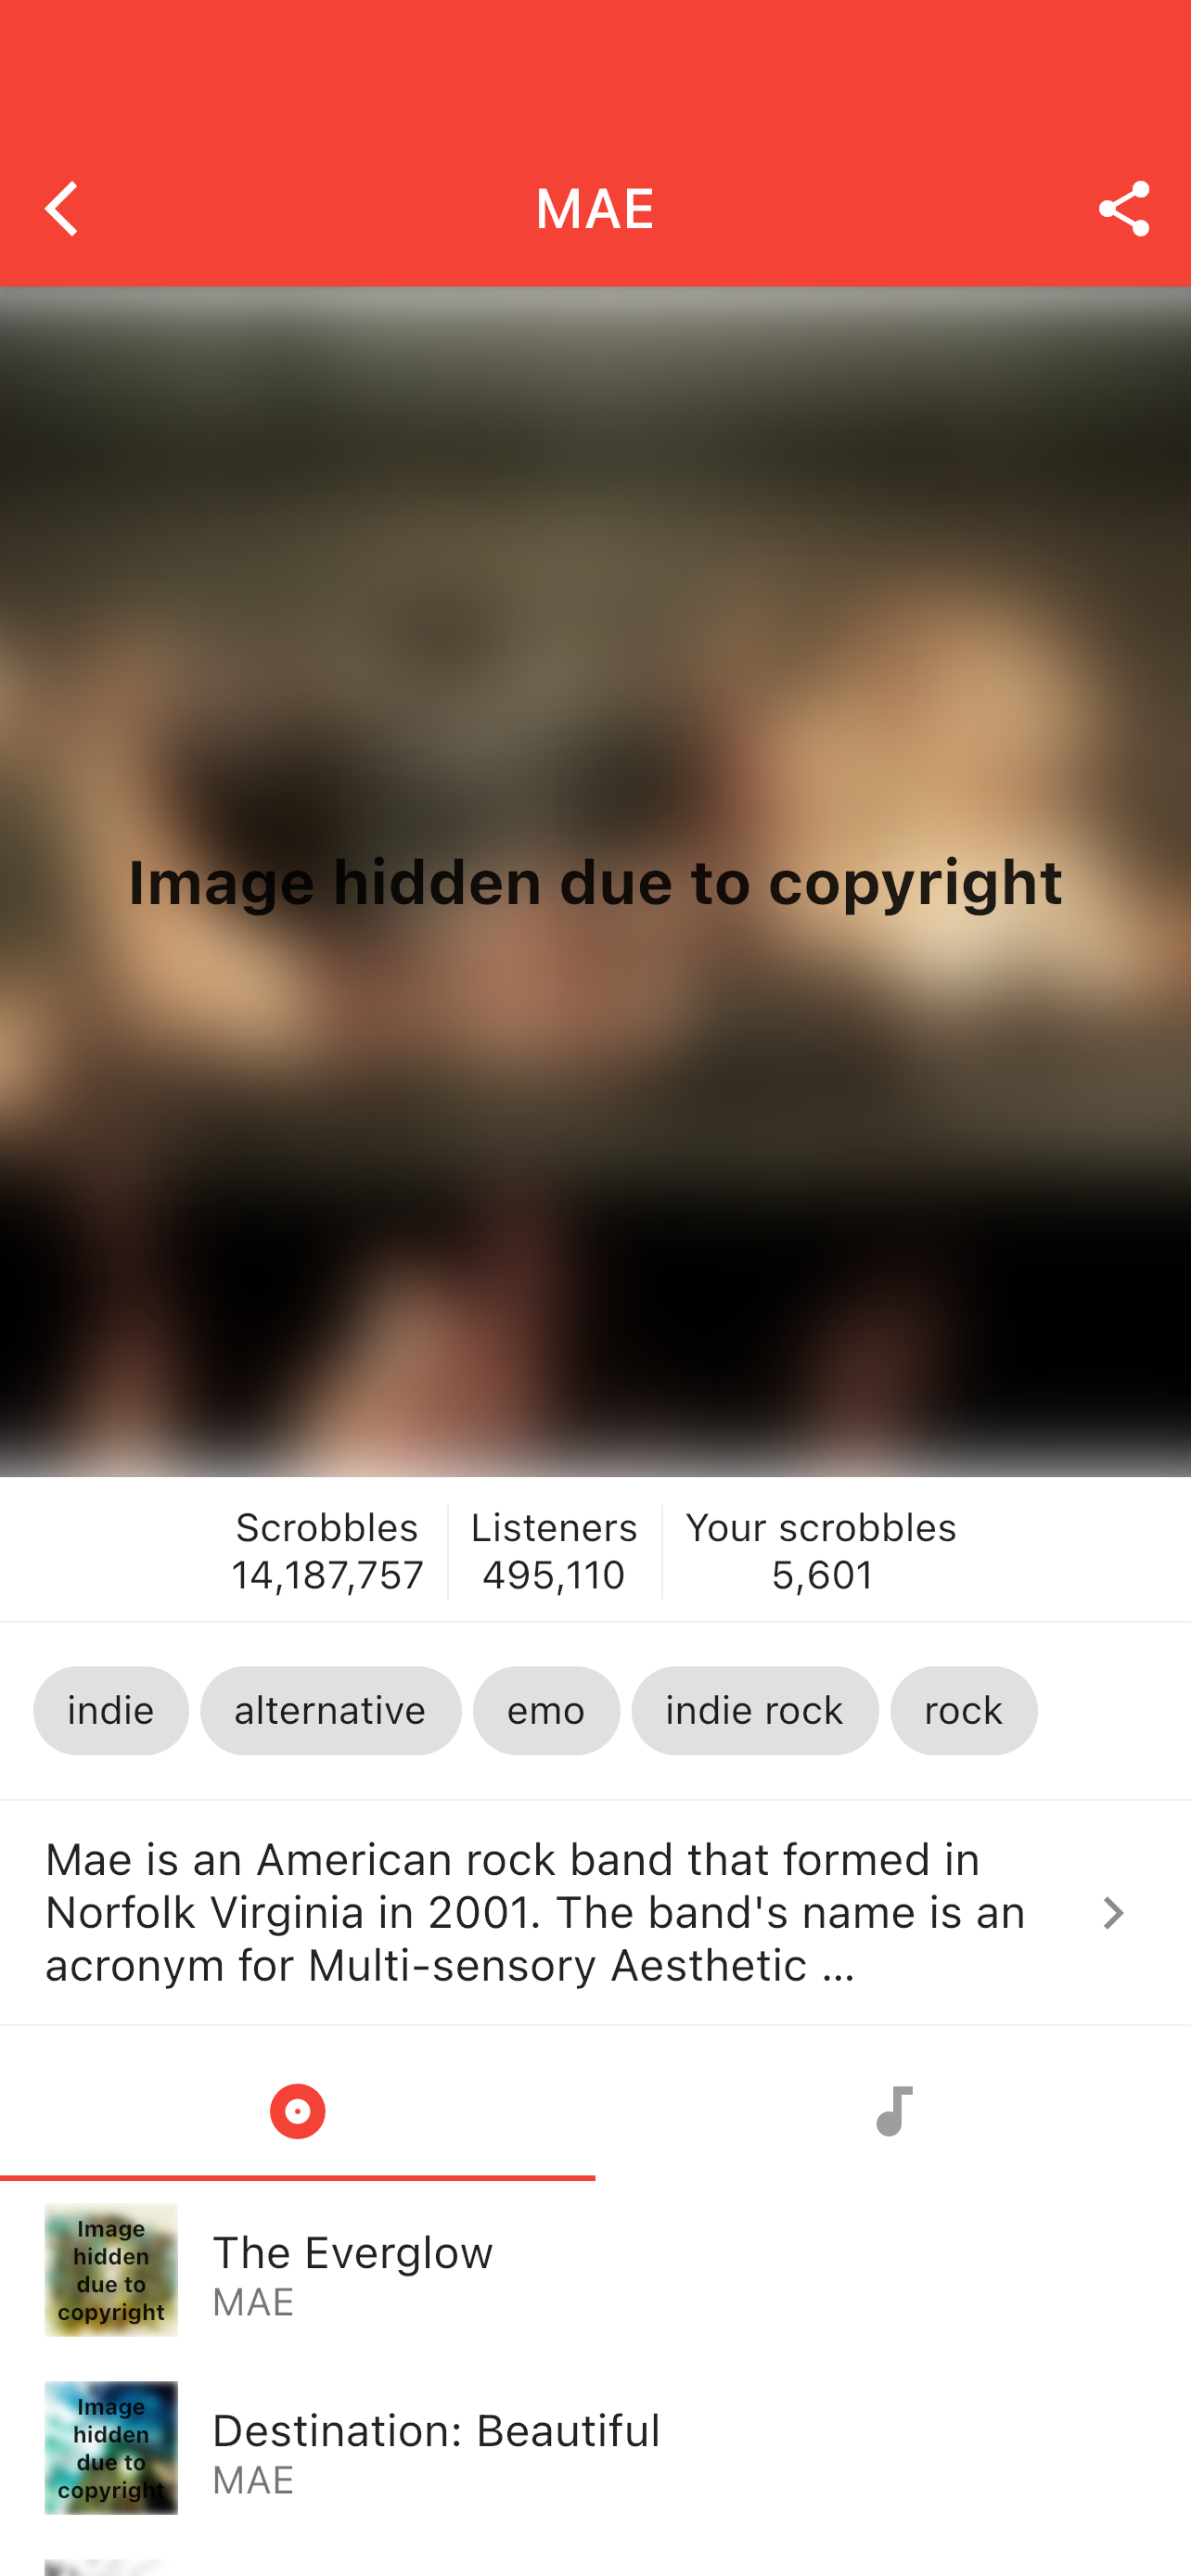 MAE
Image hidden due to copyright
Scrobbles
14,187,757
Listeners
495,110
Your scrobbles
5,601
indie
alternative
emo
indie rock
rock
Mae is an American rock band that formed in
Norfolk Virginia in 2001. The band's name is an
acronym for Multi-sensory Aesthetic ...
Image
hidden
due to
copyright
The Everglow
MAE
Image
hidden
due to
copyright
Destination: Beautiful
MAE